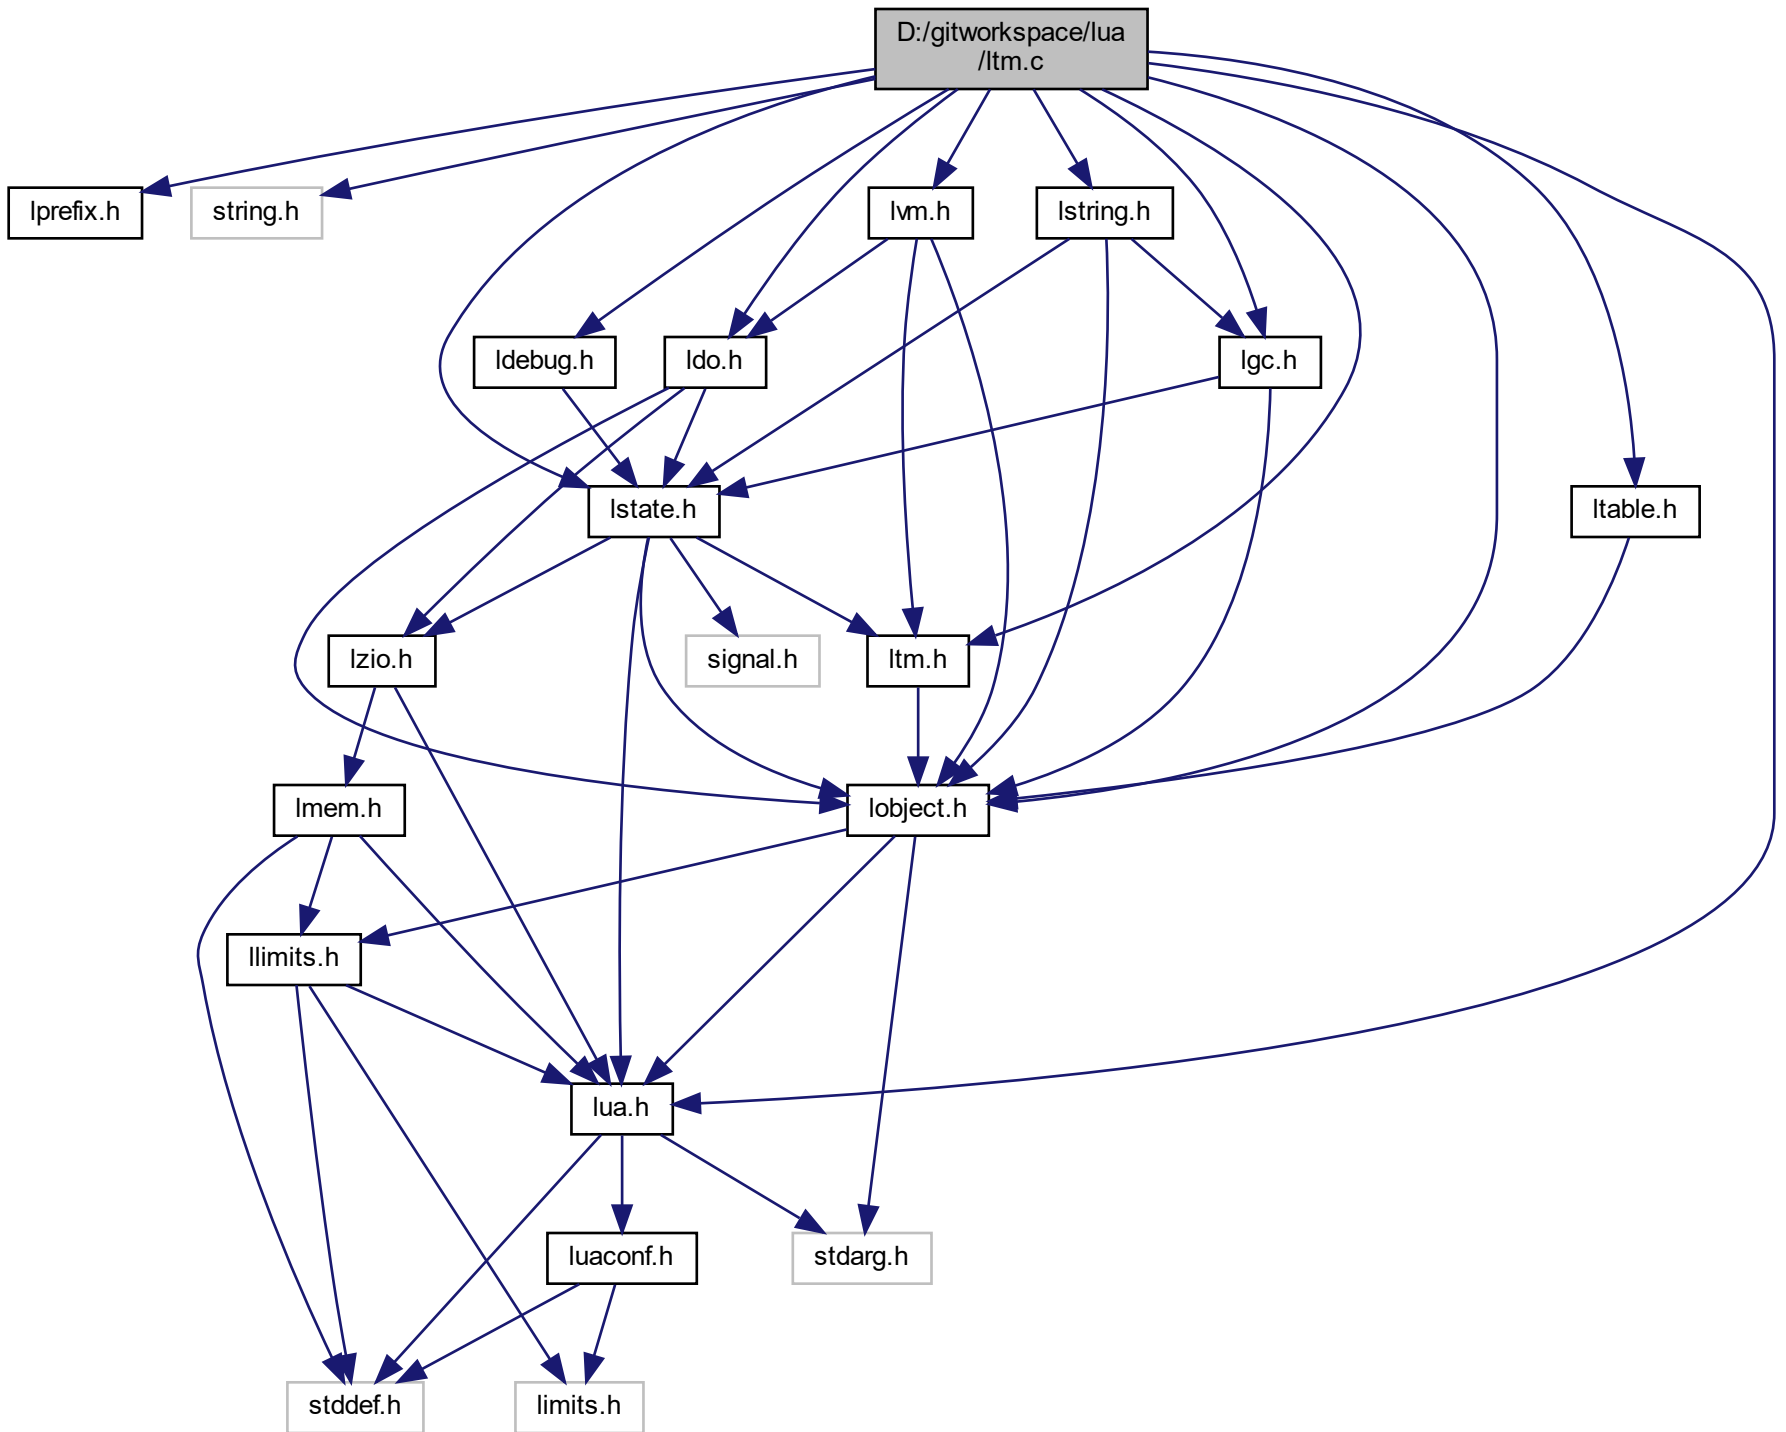 D:/gitworkspace/lua
/ltm.c
lprefix.h
string.h
lvm.h
lstring.h
ldebug.h
ldo.h
lgc.h
lstate.h
ltable.h
lzio.h
signal.h
ltm.h
lmem.h
lobject.h
llimits.h
lua.h
luaconf.h
stdarg.h
stddef.h
limits.h